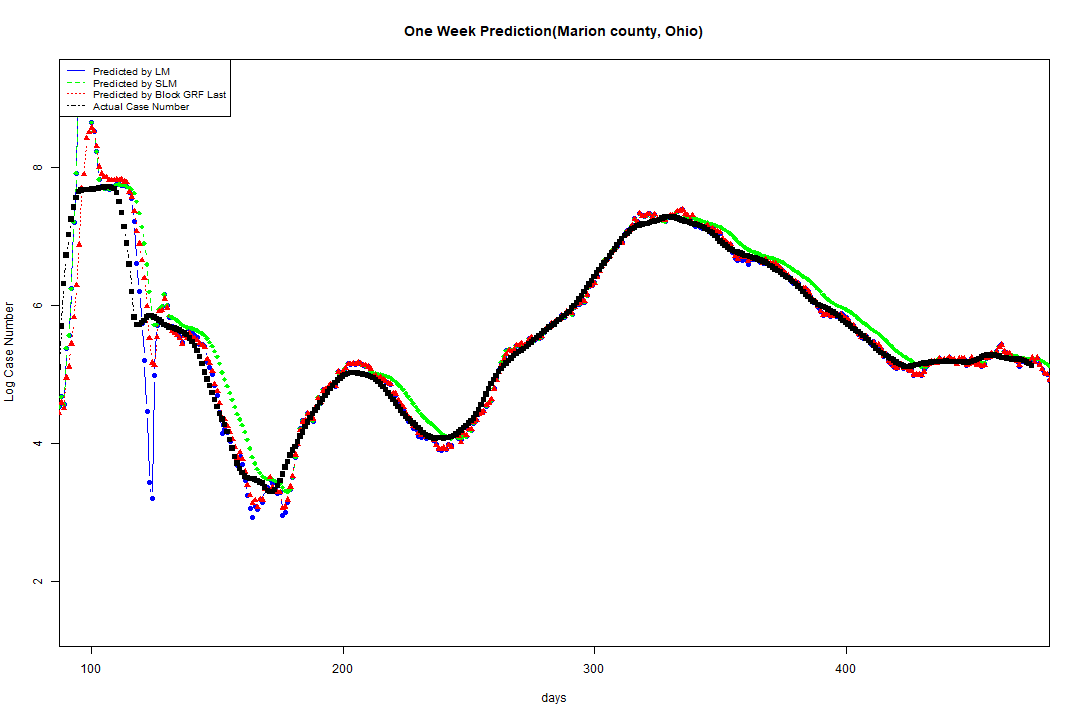 One Week Prediction(Marion county, Ohio)
Predicted by LM
Predicted by SLM
Predicted by Block GRF Last
Actual Case Number
8
6
4
2
Log Case Number
100 200 300 400
days